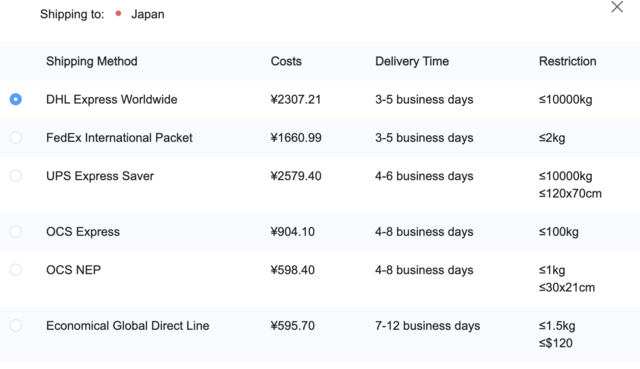 Shipping to: Japan
Shipping Method Costs Delivery Time Restriction
DHL Express Worldwide ¥2307.21 3-5 business days ≤10000kg
FedEx International Packet ¥1660.99 3-5 business days ≤2kg
UPS Express Saver ¥2579.40 4-6 business days ≤10000kg
≤120x70cm
OCS Express ¥904.10 4-8 business days ≤100kg
OCS NEP ¥598.40 4-8 business days ≤1kg
≤30x21cm
Economical Global Direct Line ¥595.70 7-12 business days ≤1.5kg
≤$120